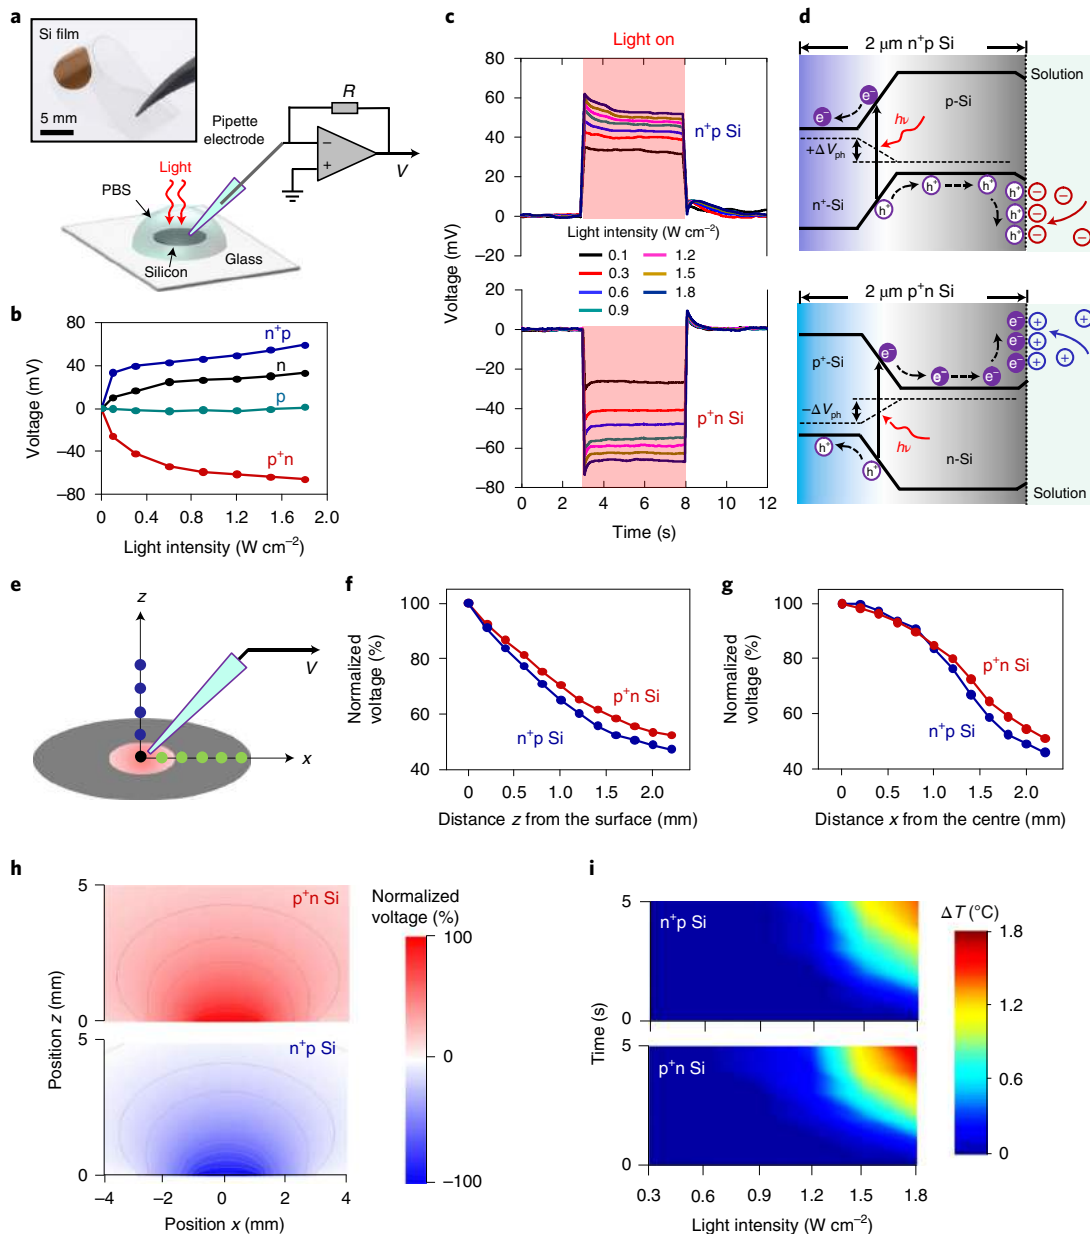 a
Si film
5 mm
Pipette
electrode
R
−
+
V
Light
PBS
Silicon
Glass
b
Voltage (mV)
80
40
0
−40
−80
n⁺p
n
p
p⁺n
0
0.4
0.8
1.2
1.6
2.0
Light intensity (W cm⁻²)
c
Light on
Voltage (mV)
80
60
40
20
0
−20
n⁺p Si
Light intensity (W cm⁻²)
0.1
0.3
0.6
0.9
1.2
1.5
1.8
20
0
−20
−40
−60
−80
p⁺n Si
0
2
4
6
8
10
12
Time (s)
d
2 μm n⁺p Si
Solution
e⁻
e⁻
p-Si
hν
+ΔVph
n⁺-Si
h⁺
h⁺
h⁺
h⁺
h⁺
h⁺
−
−
−
−
−
2 μm p⁺n Si
p⁺-Si
e⁻
e⁻
e⁻
e⁻
e⁻
e⁻
+
+
+
+
+
−ΔVph
hν
h⁺
h⁺
n-Si
Solution
e
z
V
x
f
Normalized
voltage (%)
100
80
60
40
p⁺n Si
n⁺p Si
0
0.5
1.0
1.5
2.0
Distance z from the surface (mm)
g
Normalized
voltage (%)
100
80
60
40
p⁺n Si
n⁺p Si
0
0.5
1.0
1.5
2.0
Distance x from the centre (mm)
h
Position z (mm)
5
0
p⁺n Si
5
0
n⁺p Si
−4
−2
0
2
4
Position x (mm)
Normalized
voltage (%)
100
0
−100
i
Time (s)
5
0
n⁺p Si
5
0
p⁺n Si
0.3
0.6
0.9
1.2
1.5
1.8
Light intensity (W cm⁻²)
ΔT (°C)
1.8
1.2
0.6
0